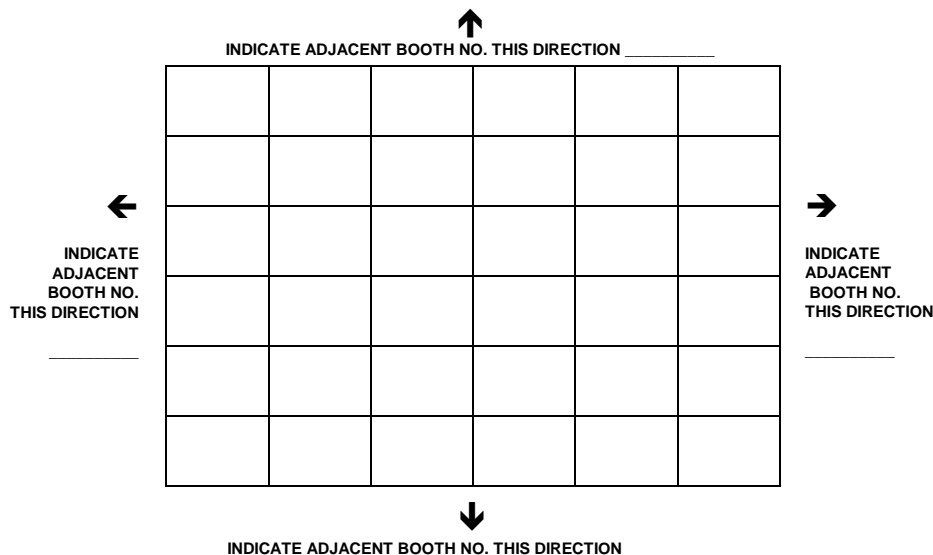 INDICATE ADJACENT BOOTH NO. THIS DIRECTION __________
INDICATE
ADJACENT
BOOTH NO.
THIS DIRECTION
__________
INDICATE
ADJACENT
BOOTH NO.
THIS DIRECTION
__________
INDICATE ADJACENT BOOTH NO. THIS DIRECTION